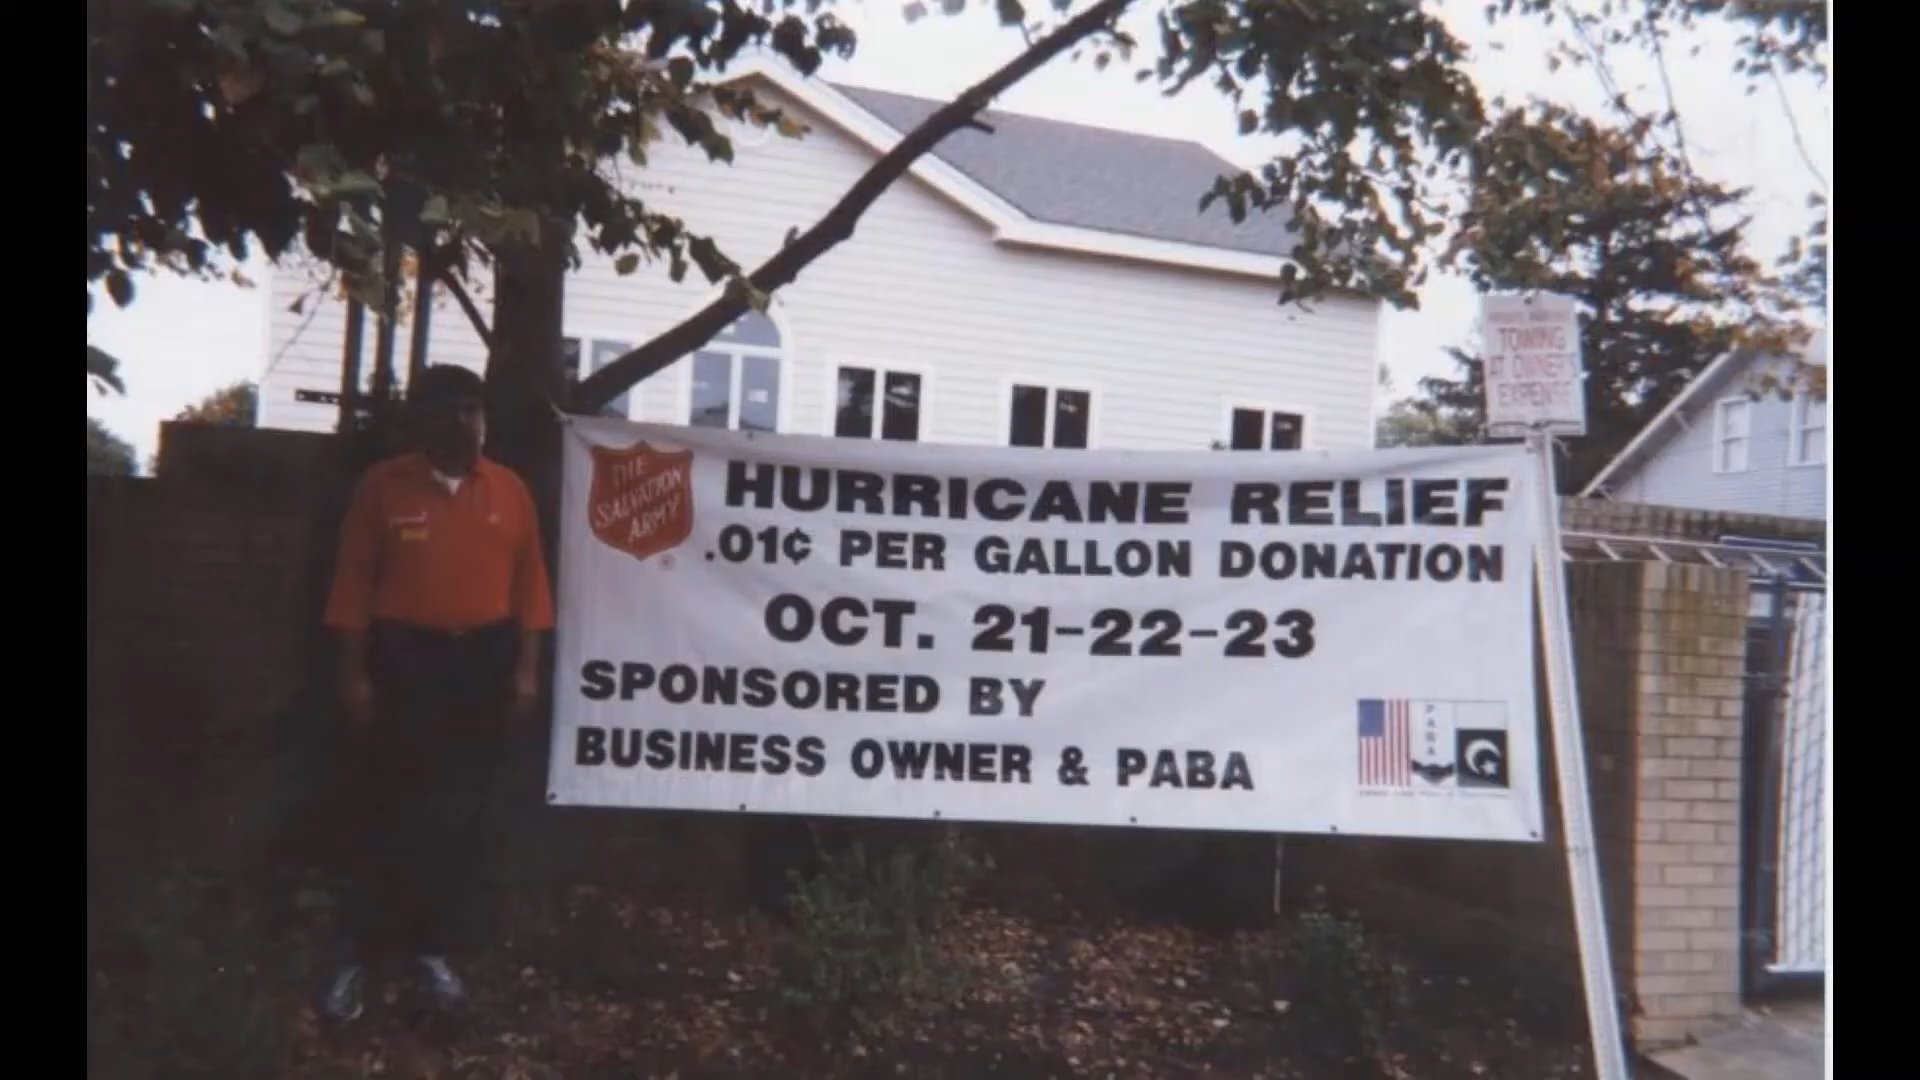 THE
SALVATION
ARMY
®
HURRICANE RELIEF
.01¢ PER GALLON DONATION
OCT. 21-22-23
SPONSORED BY
BUSINESS OWNER & PABA
PABA
TOWING
AT OWNER
EXPENSE